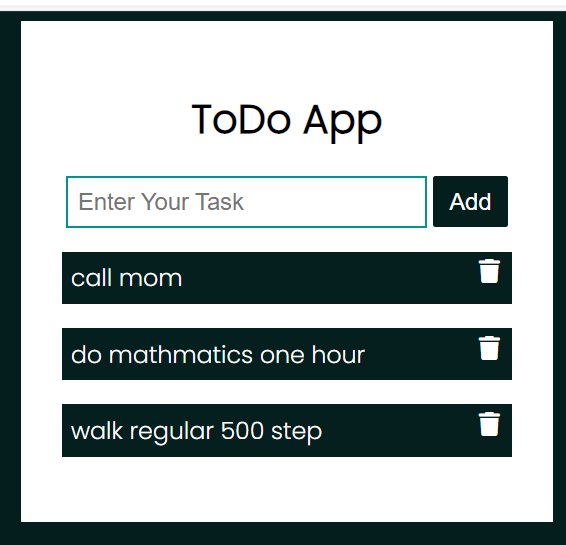 ToDo App
Enter Your Task
Add
call mom
do mathmatics one hour
walk regular 500 step